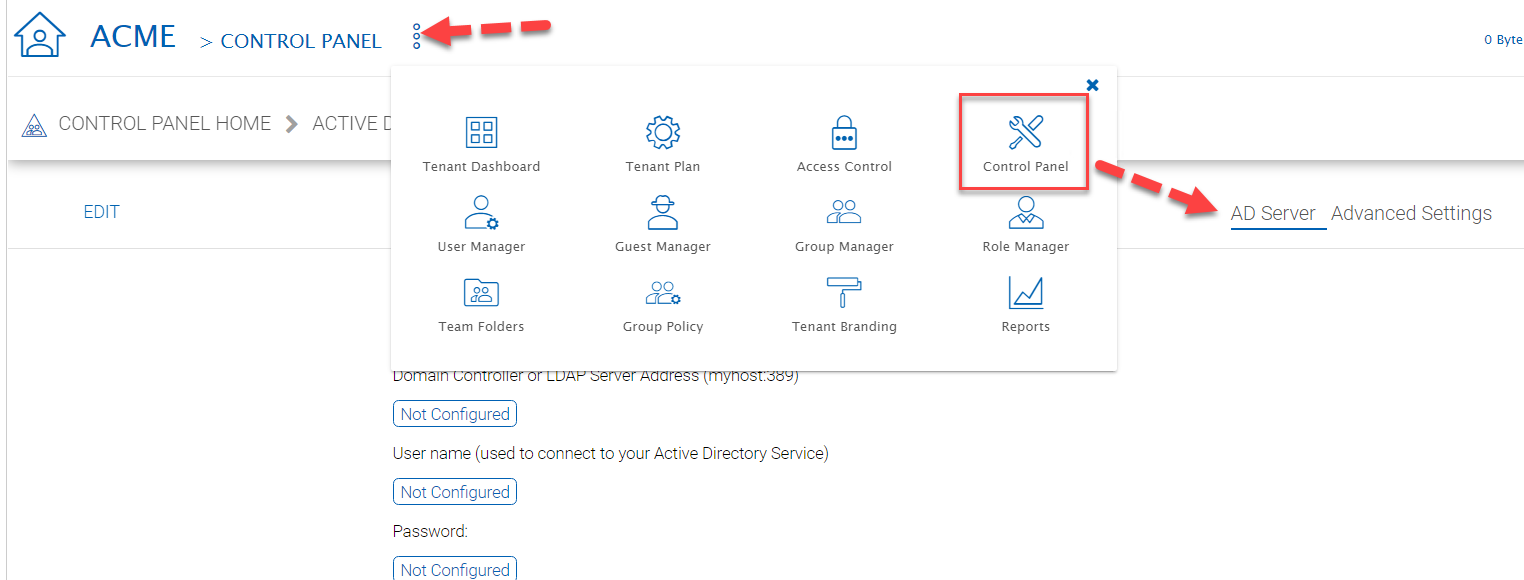 ACME > CONTROL PANEL
0 Byte
CONTROL PANEL HOME ACTIVE D
Tenant Dashboard Tenant Plan Access Control Control Panel
EDIT
AD Server Advanced Settings
User Manager Guest Manager Group Manager Role Manager
Team Folders Group Policy Tenant Branding Reports
Domain Controller or LDAP Server Address (myhost:389)
Not Configured
User name (used to connect to your Active Directory Service)
Not Configured
Password:
Not Configured